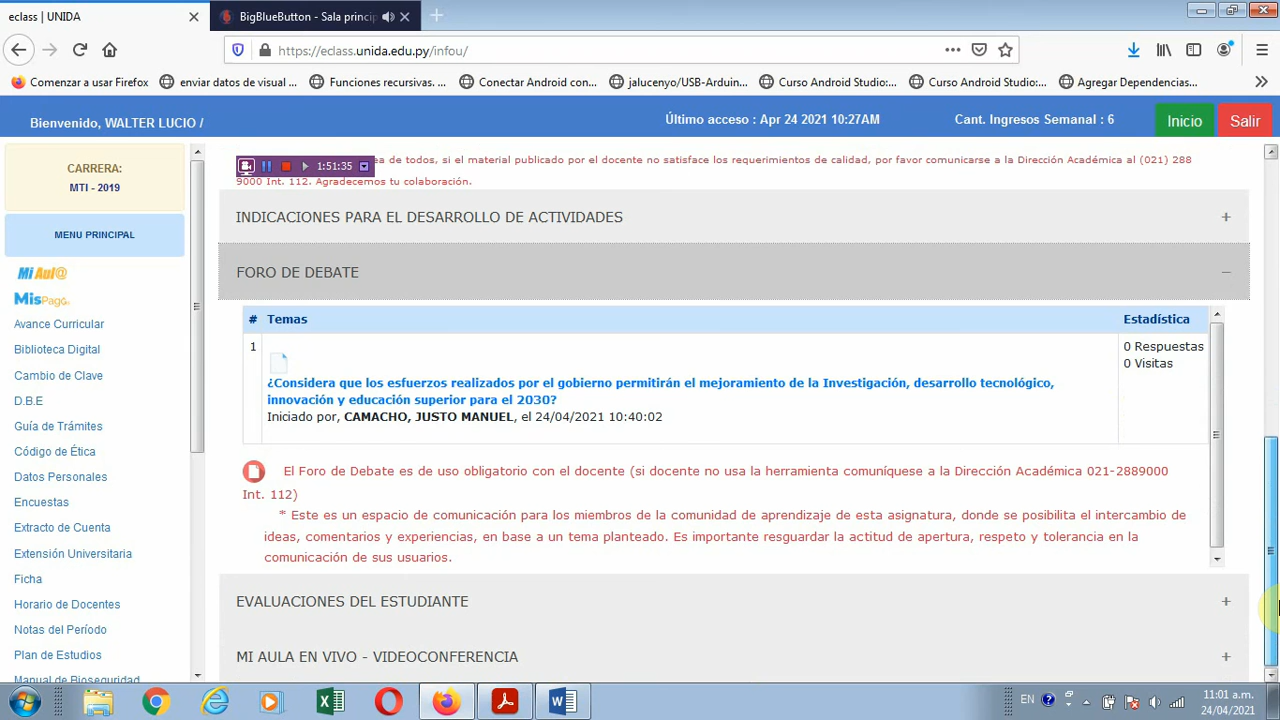 eclass | UNIDA
BigBlueButton - Sala princip
https://eclass.unida.edu.py/infou/
Comenzar a usar Firefox
enviar datos de visual ...
Funciones recursivas. ...
Conectar Android con...
jalucenyo/USB-Arduin...
Curso Android Studio:...
Curso Android Studio:...
Agregar Dependencias...
Bienvenido, WALTER LUCIO /
Último acceso : Apr 24 2021 10:27AM
Cant. Ingresos Semanal : 6
Inicio
Salir
CARRERA:
MTI - 2019
MENU PRINCIPAL
Mi Aul@
MisPago
Avance Curricular
Biblioteca Digital
Cambio de Clave
D.B.E
Guía de Trámites
Código de Ética
Datos Personales
Encuestas
Extracto de Cuenta
Extensión Universitaria
Ficha
Horario de Docentes
Notas del Período
Plan de Estudios
Manual de Bioseguridad
1:51:35
ea de todos, si el material publicado por el docente no satisface los requerimientos de calidad, por favor comunicarse a la Dirección Académica al (021) 288
9000 Int. 112. Agradecemos tu colaboración.
INDICACIONES PARA EL DESARROLLO DE ACTIVIDADES +
FORO DE DEBATE −
# Temas Estadística
1 0 Respuestas
0 Visitas
¿Considera que los esfuerzos realizados por el gobierno permitirán el mejoramiento de la Investigación, desarrollo tecnológico,
innovación y educación superior para el 2030?
Iniciado por, CAMACHO, JUSTO MANUEL, el 24/04/2021 10:40:02
El Foro de Debate es de uso obligatorio con el docente (si docente no usa la herramienta comuníquese a la Dirección Académica 021-2889000
Int. 112)
* Este es un espacio de comunicación para los miembros de la comunidad de aprendizaje de esta asignatura, donde se posibilita el intercambio de
ideas, comentarios y experiencias, en base a un tema planteado. Es importante resguardar la actitud de apertura, respeto y tolerancia en la
comunicación de sus usuarios.
EVALUACIONES DEL ESTUDIANTE +
MI AULA EN VIVO - VIDEOCONFERENCIA +
EN
11:01 a.m.
24/04/2021